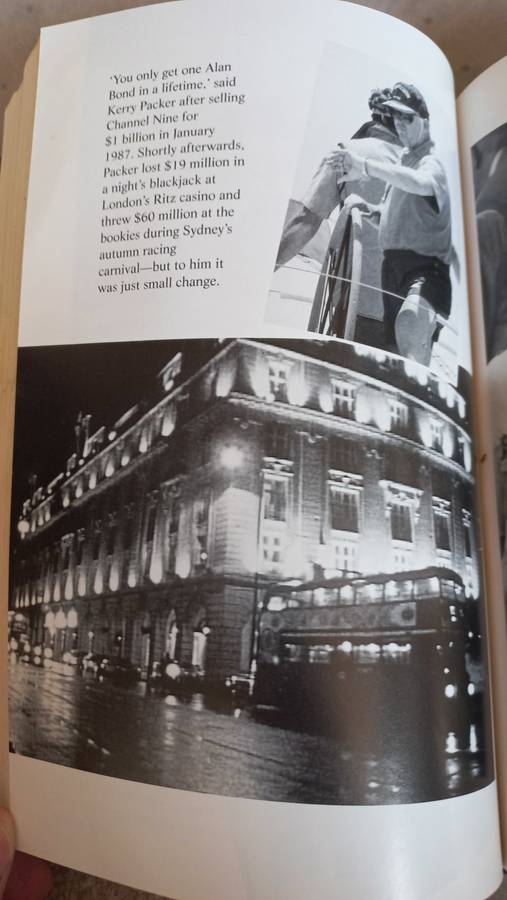 ‘You only get one Alan
Bond in a lifetime,’ said
Kerry Packer after selling
Channel Nine for
$1 billion in January
1987. Shortly afterwards,
Packer lost $19 million in
a night’s blackjack at
London’s Ritz casino and
threw $60 million at the
bookies during Sydney’s
autumn racing
carnival—but to him it
was just small change.